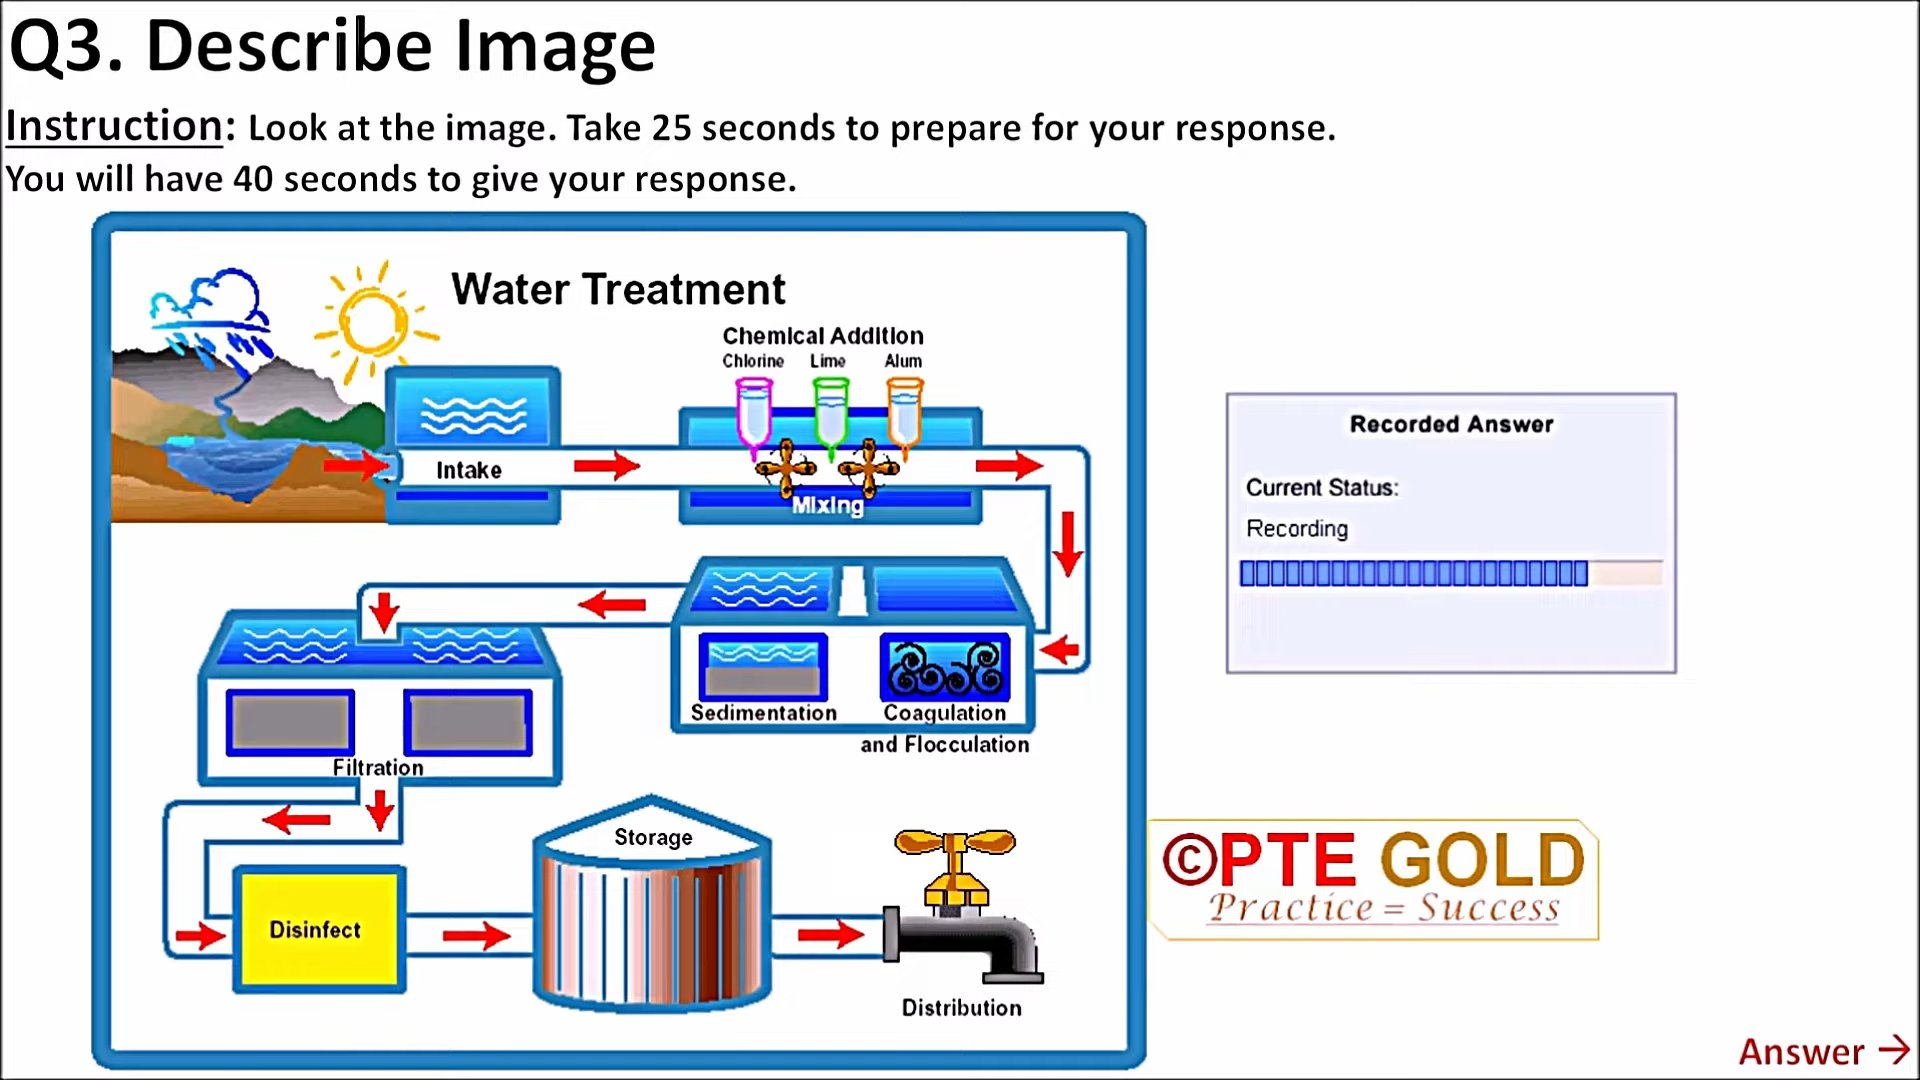 Q3. Describe Image
Instruction: Look at the image. Take 25 seconds to prepare for your response.
You will have 40 seconds to give your response.
Water Treatment
Chemical Addition
Chlorine Lime Alum
Intake
Mixing
Recorded Answer
Current Status:
Recording
Sedimentation
Coagulation
and Flocculation
Filtration
Storage
Disinfect
Distribution
©PTE GOLD
Practice = Success
Answer →